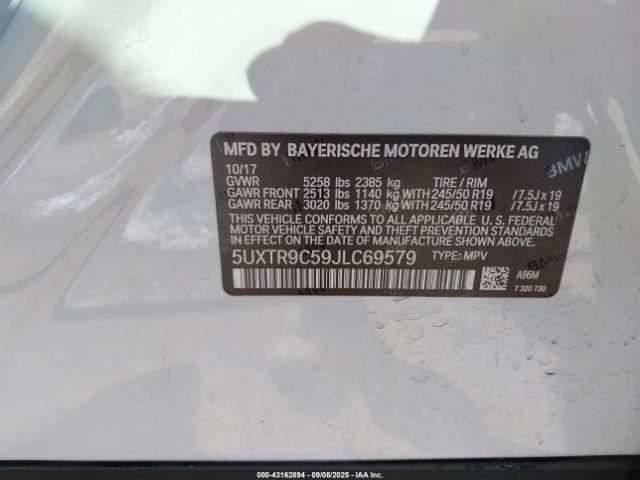 MFD BY BAYERISCHE MOTOREN WERKE AG
10/17
GVWR 5258 lbs 2385 kg TIRE / RIM
GAWR FRONT 2513 lbs 1140 kg WITH 245/50 R19 /7.5J x 19
GAWR REAR 3020 lbs 1370 kg WITH 245/50 R19 /7.5J x 19
THIS VEHICLE CONFORMS TO ALL APPLICABLE U.S. FEDERAL
MOTOR VEHICLE SAFETY, BUMPER, AND THEFT PREVENTION
STANDARDS IN EFFECT ON THE DATE OF MANUFACTURE SHOWN ABOVE.
5UXTR9C59JLC69579 TYPE: MPV
A96M
7 320 730
000-43162894 - 09/08/2025 - IAA Inc.